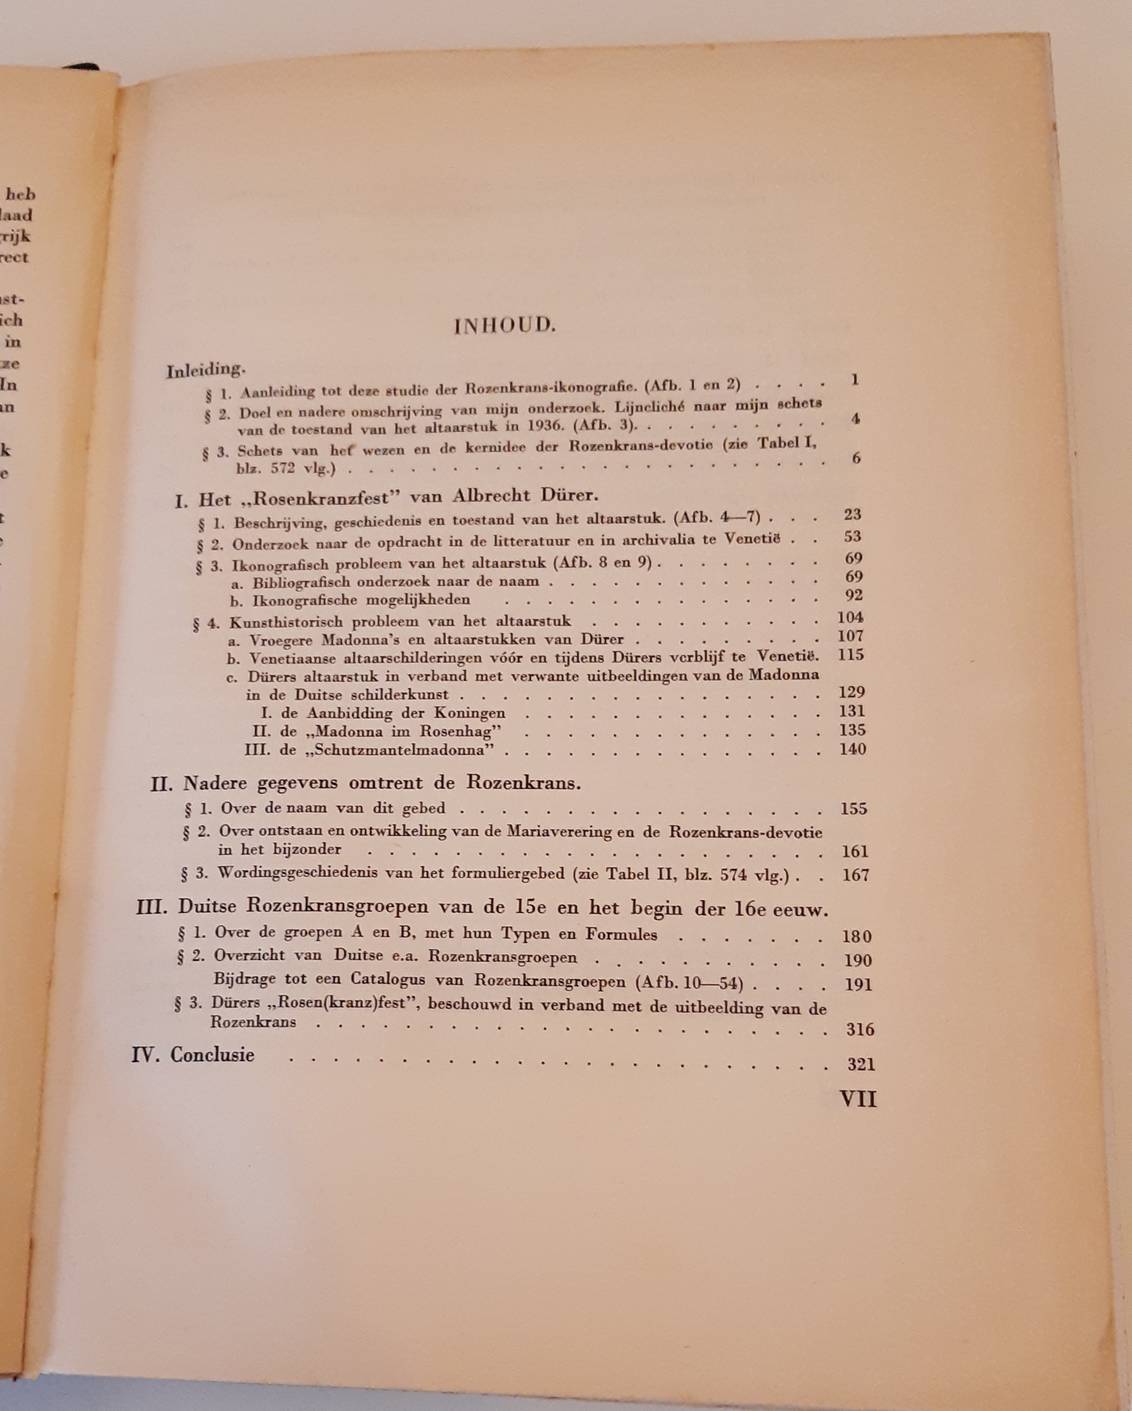 heb
laad
rijk
rect
ist-
ich
in
ze
In
an
k
e
t
INHOUD.
Inleiding.
§ 1. Aanleiding tot deze studie der Rozenkrans-ikonografie. (Afb. 1 en 2) . . . . 1
§ 2. Doel en nadere omschrijving van mijn onderzoek. Lijncliché naar mijn schets
van de toestand van het altaarstuk in 1936. (Afb. 3). . . . . . . . . . 4
§ 3. Schets van het wezen en de kernidee der Rozenkrans-devotie (zie Tabel I,
blz. 572 vlg.) . . . . . . . . . . . . . . . . . . . . . 6
I. Het „Rosenkranzfest” van Albrecht Dürer.
§ 1. Beschrijving, geschiedenis en toestand van het altaarstuk. (Afb. 4—7) . . . 23
§ 2. Onderzoek naar de opdracht in de litteratuur en in archivalia te Venetië . . 53
§ 3. Ikonografisch probleem van het altaarstuk (Afb. 8 en 9) . . . . . . . . 69
a. Bibliografisch onderzoek naar de naam . . . . . . . . . . . . . 69
b. Ikonografische mogelijkheden . . . . . . . . . . . . . . 92
§ 4. Kunsthistorisch probleem van het altaarstuk . . . . . . . . . . . 104
a. Vroegere Madonna's en altaarstukken van Dürer . . . . . . . . . 107
b. Venetiaanse altaarschilderingen vóór en tijdens Dürers verblijf te Venetië. 115
c. Dürers altaarstuk in verband met verwante uitbeeldingen van de Madonna
in de Duitse schilderkunst . . . . . . . . . . . . . . . . . 129
I. de Aanbidding der Koningen . . . . . . . . . . . . . . 131
II. de „Madonna im Rosenhag” . . . . . . . . . . . . . . 135
III. de „Schutzmantelmadonna” . . . . . . . . . . . . . . . 140
II. Nadere gegevens omtrent de Rozenkrans.
§ 1. Over de naam van dit gebed . . . . . . . . . . . . . . . . . 155
§ 2. Over ontstaan en ontwikkeling van de Mariaverering en de Rozenkrans-devotie
in het bijzonder . . . . . . . . . . . . . . . . . . . . 161
§ 3. Wordingsgeschiedenis van het formuliergebed (zie Tabel II, blz. 574 vlg.) . . 167
III. Duitse Rozenkransgroepen van de 15e en het begin der 16e eeuw.
§ 1. Over de groepen A en B, met hun Typen en Formules . . . . . . . 180
§ 2. Overzicht van Duitse e.a. Rozenkransgroepen . . . . . . . . . . . 190
Bijdrage tot een Catalogus van Rozenkransgroepen (Afb. 10—54) . . . . 191
§ 3. Dürers „Rosen(kranz)fest”, beschouwd in verband met de uitbeelding van de
Rozenkrans . . . . . . . . . . . . . . . . . . . . . . . 316
IV. Conclusie . . . . . . . . . . . . . . . . . . . 321
VII